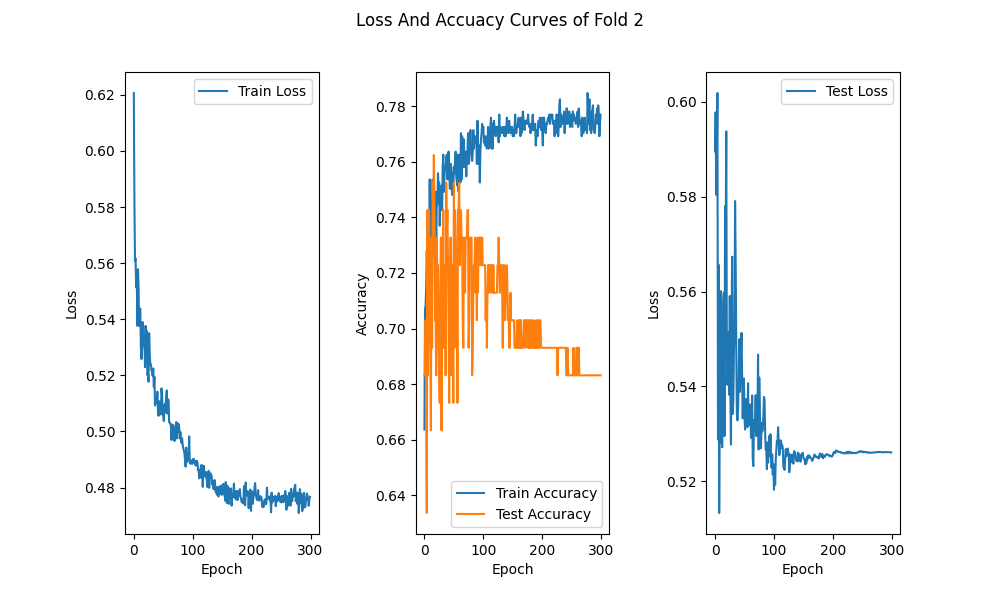 Loss And Accuacy Curves of Fold 2
Train Loss
0.62
0.60
0.58
0.56
0.54
0.52
0.50
0.48
Loss
0 100 200 300
Epoch
Train Accuracy
Test Accuracy
0.78
0.76
0.74
0.72
0.70
0.68
0.66
0.64
Accuracy
0 100 200 300
Epoch
Test Loss
0.60
0.58
0.56
0.54
0.52
Loss
0 100 200 300
Epoch